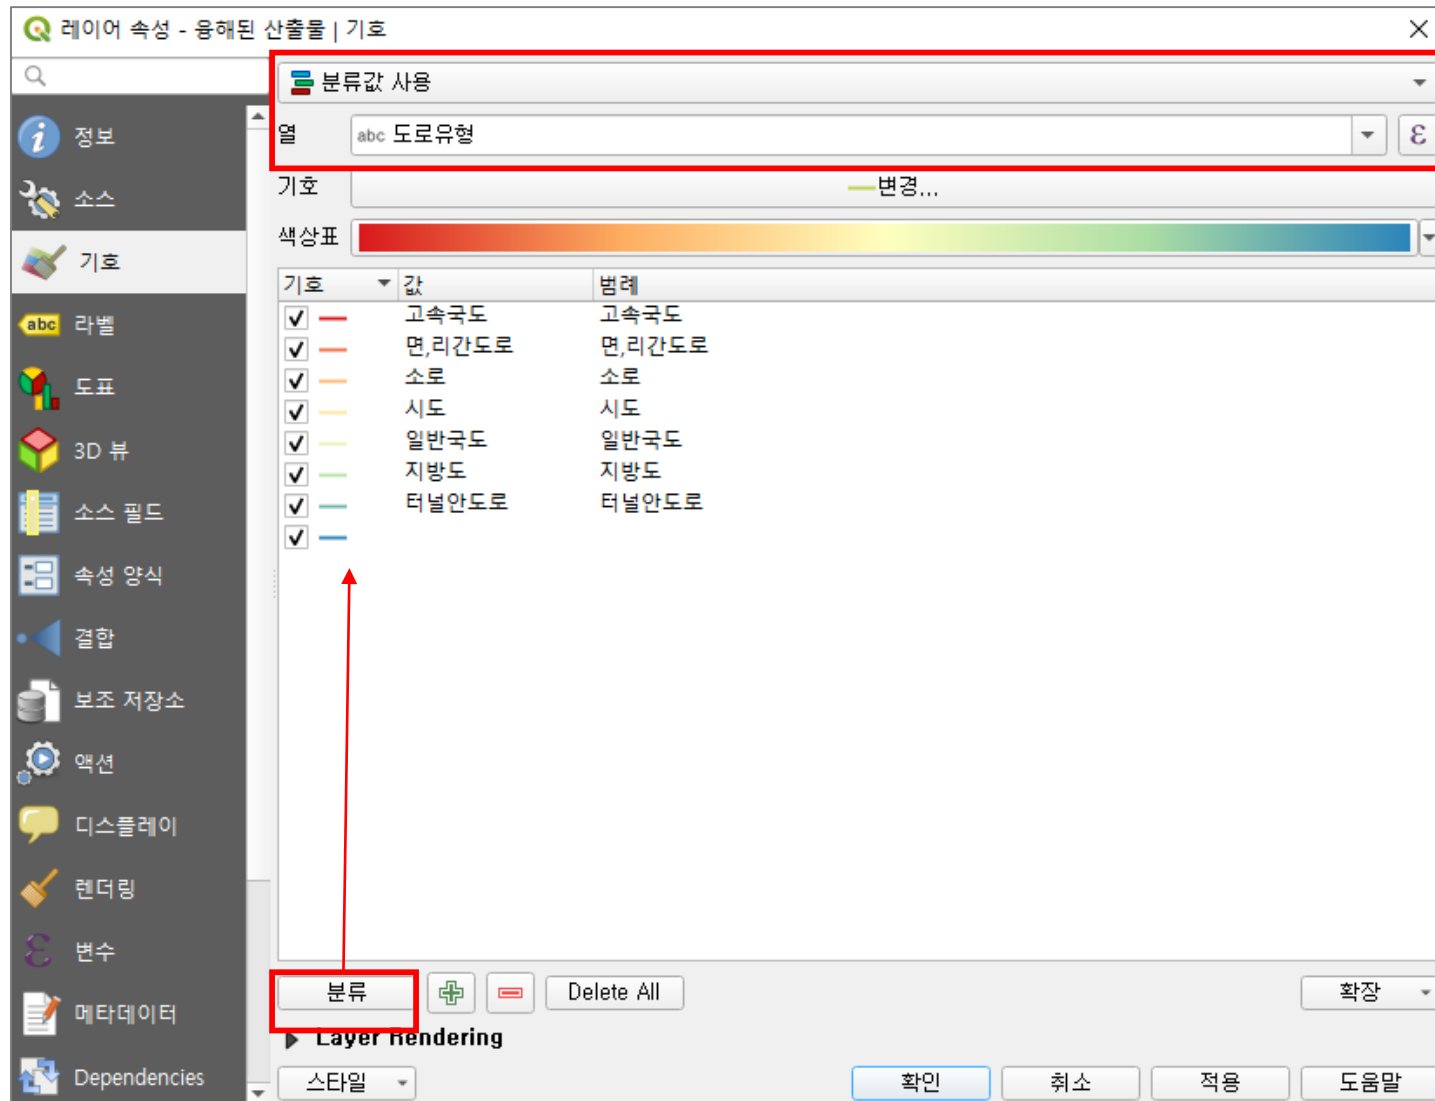 레이어 속성 - 융해된 산출물 | 기호
정보
소스
기호
라벨
도표
3D 뷰
소스 필드
속성 양식
결합
보조 저장소
액션
디스플레이
렌더링
변수
메타데이터
Dependencies
분류값 사용
열 abc 도로유형 ε
기호 변경...
색상표
기호 값 범례
고속국도 고속국도
면,리간도로 면,리간도로
소로 소로
시도 시도
일반국도 일반국도
지방도 지방도
터널안도로 터널안도로
분류 Delete All 확장
Layer Rendering
스타일 확인 취소 적용 도움말
abc